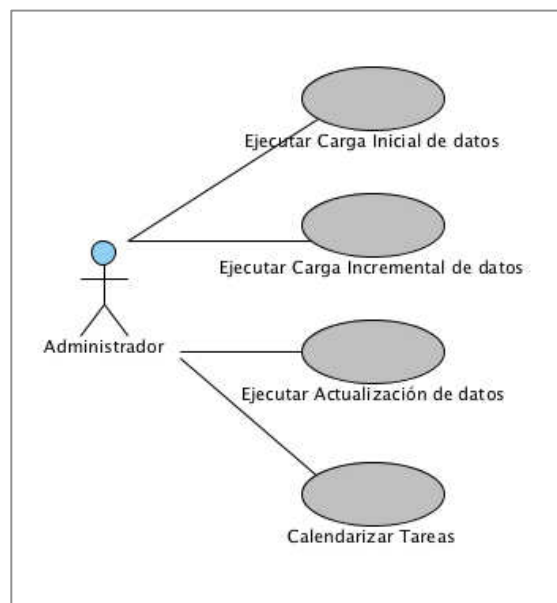 Ejecutar Carga Inicial de datos
Ejecutar Carga Incremental de datos
Administrador
Ejecutar Actualización de datos
Calendarizar Tareas